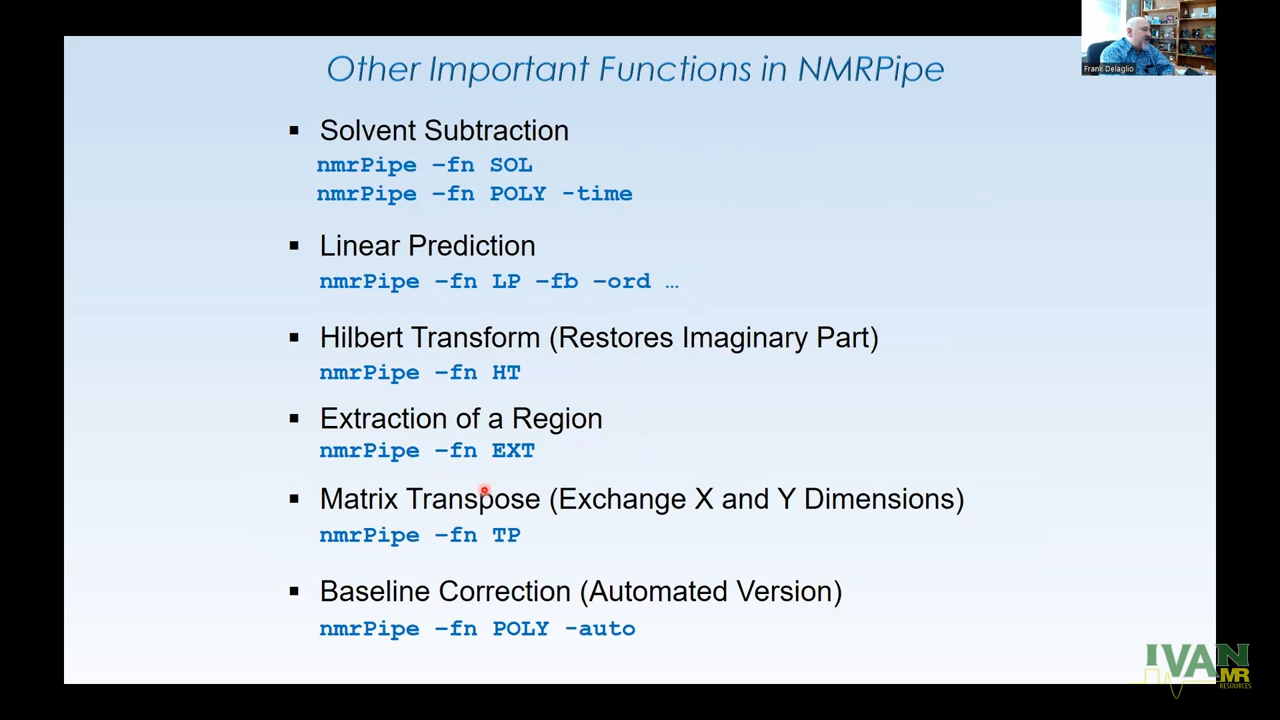 Other Important Functions in NMRPipe
Frank Delaglio
▪ Solvent Subtraction
nmrPipe –fn SOL
nmrPipe –fn POLY -time
▪ Linear Prediction
nmrPipe –fn LP –fb –ord …
▪ Hilbert Transform (Restores Imaginary Part)
nmrPipe –fn HT
▪ Extraction of a Region
nmrPipe –fn EXT
▪ Matrix Transpose (Exchange X and Y Dimensions)
nmrPipe –fn TP
▪ Baseline Correction (Automated Version)
nmrPipe –fn POLY -auto
IVAN
MR
RESOURCES